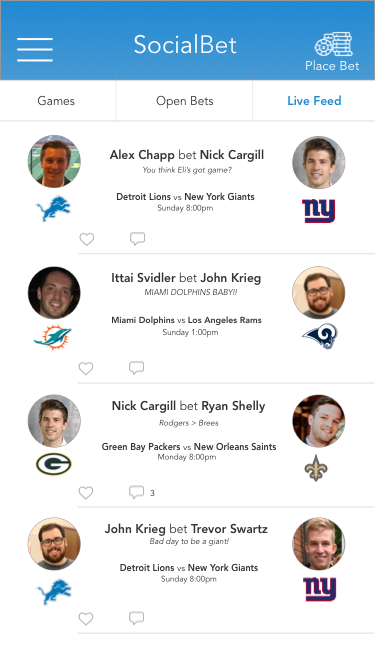 SocialBet
Place Bet
Games
Open Bets
Live Feed
Alex Chapp bet Nick Cargill
You think Eli's got game?
Detroit Lions vs New York Giants
Sunday 8:00pm
ny
Ittai Svidler bet John Krieg
MIAMI DOLPHINS BABY!!
Miami Dolphins vs Los Angeles Rams
Sunday 1:00pm
Nick Cargill bet Ryan Shelly
Rodgers > Brees
Green Bay Packers vs New Orleans Saints
Monday 8:00pm
G
3
John Krieg bet Trevor Swartz
Bad day to be a giant!
Detroit Lions vs New York Giants
Sunday 8:00pm
ny